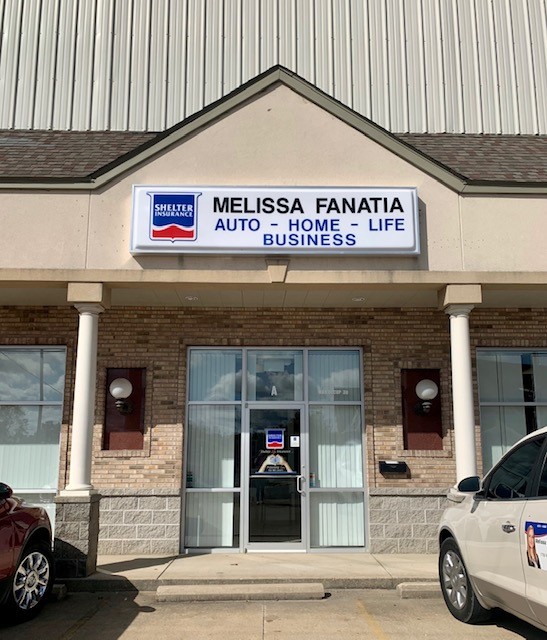 SHELTER
INSURANCE
MELISSA FANATIA
AUTO - HOME - LIFE
BUSINESS
A